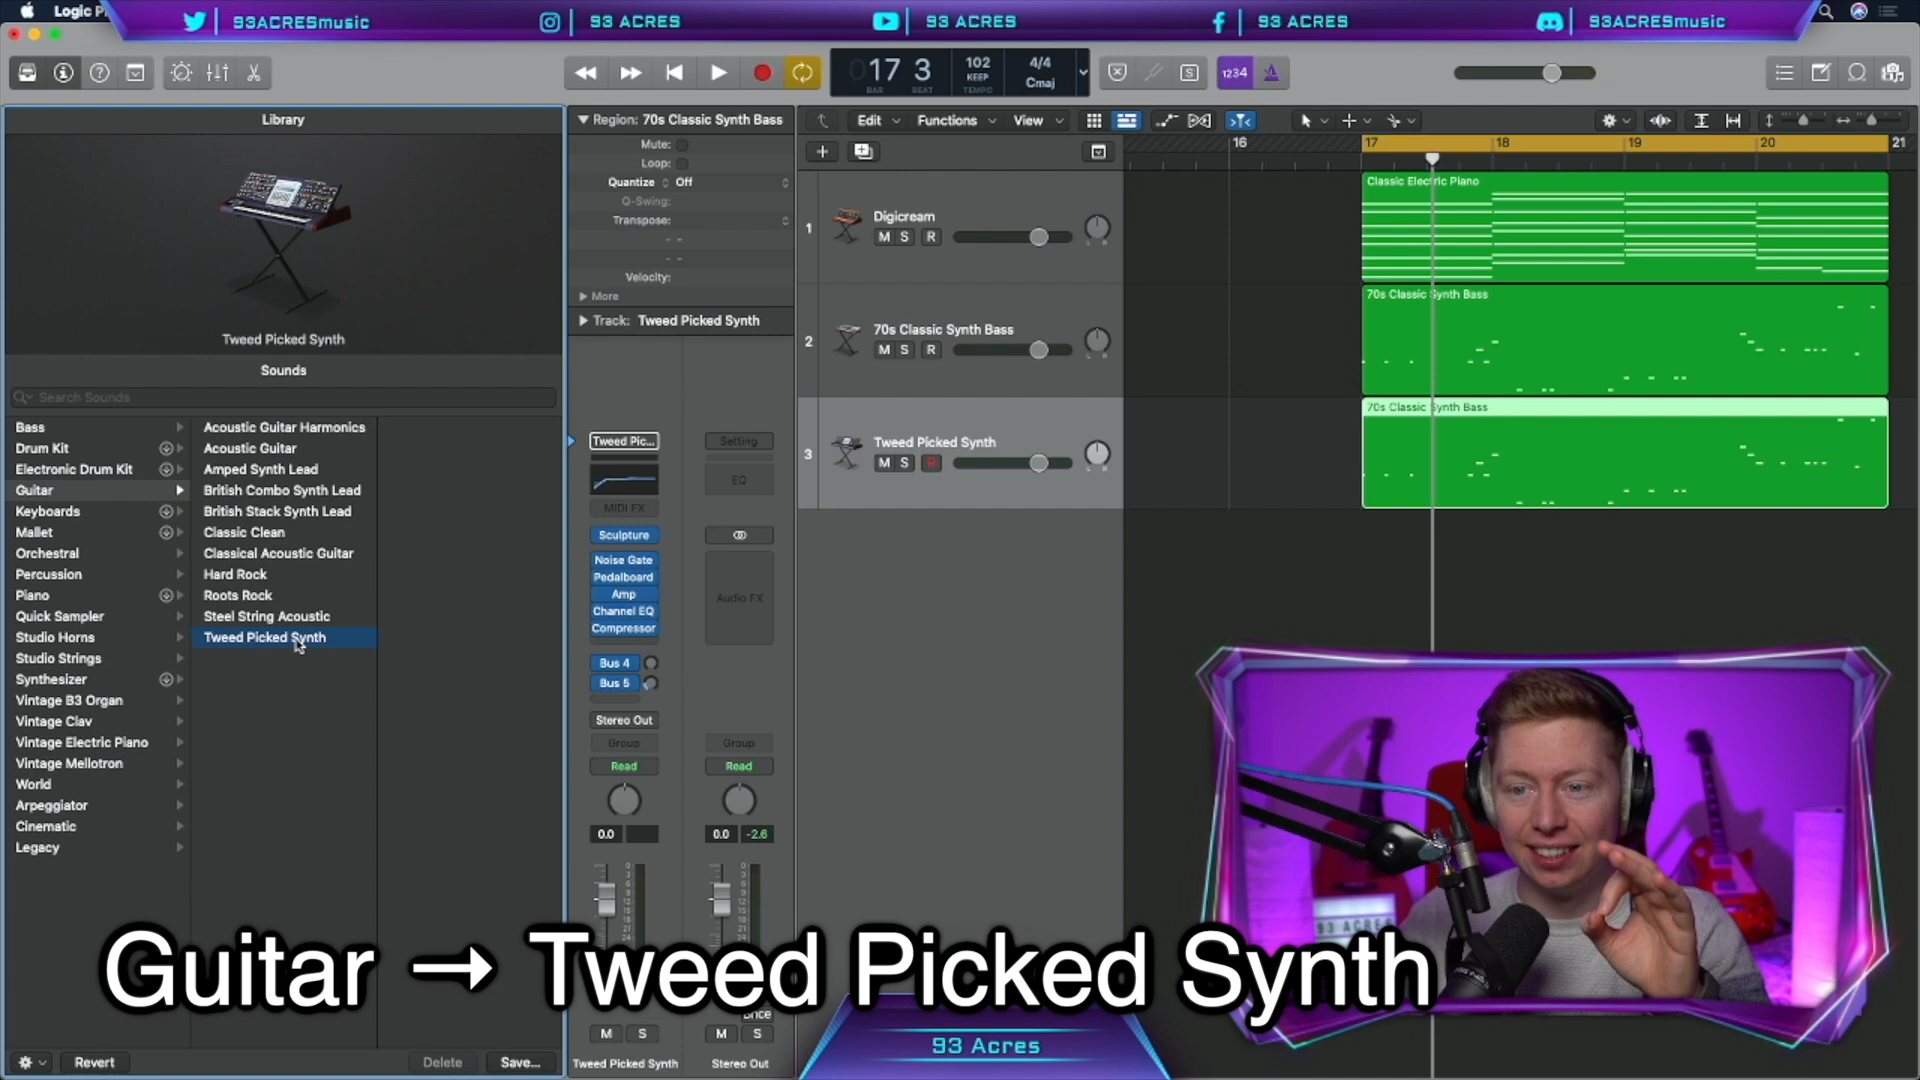 Logic P
93ACRESmusic
93 ACRES
93 ACRES
93 ACRES
93ACRESmusic
17 3
BAR
BEAT
102
KEEP
TEMPO
4/4
Cmaj
S
1234
Library
Tweed Picked Synth
Sounds
Search Sounds
Bass
Drum Kit
Electronic Drum Kit
Guitar
Keyboards
Mallet
Orchestral
Percussion
Piano
Quick Sampler
Studio Horns
Studio Strings
Synthesizer
Vintage B3 Organ
Vintage Clav
Vintage Electric Piano
Vintage Mellotron
World
Arpeggiator
Cinematic
Legacy
Acoustic Guitar Harmonics
Acoustic Guitar
Amped Synth Lead
British Combo Synth Lead
British Stack Synth Lead
Classic Clean
Classical Acoustic Guitar
Hard Rock
Roots Rock
Steel String Acoustic
Tweed Picked Synth
Revert
Delete
Save...
Region: 70s Classic Synth Bass
Mute:
Loop:
Quantize Off
Q-Swing:
Transpose:
Velocity:
More
Track: Tweed Picked Synth
Tweed Pic...
MIDI FX
Sculpture
Noise Gate
Pedalboard
Amp
Channel EQ
Compressor
Bus 4
Bus 5
Stereo Out
Group
Read
0.0
M S
Tweed Picked Synth
Setting
EQ
Audio FX
Group
Read
0.0 -2.6
M S
Stereo Out
Edit
Functions
View
16
17
18
19
20
21
1
Digicream
M S R
L R
2
70s Classic Synth Bass
M S R
L R
3
Tweed Picked Synth
M S R
L R
Classic Electric Piano
70s Classic Synth Bass
70s Classic Synth Bass
93 ACRES
Guitar → Tweed Picked Synth
93 Acres